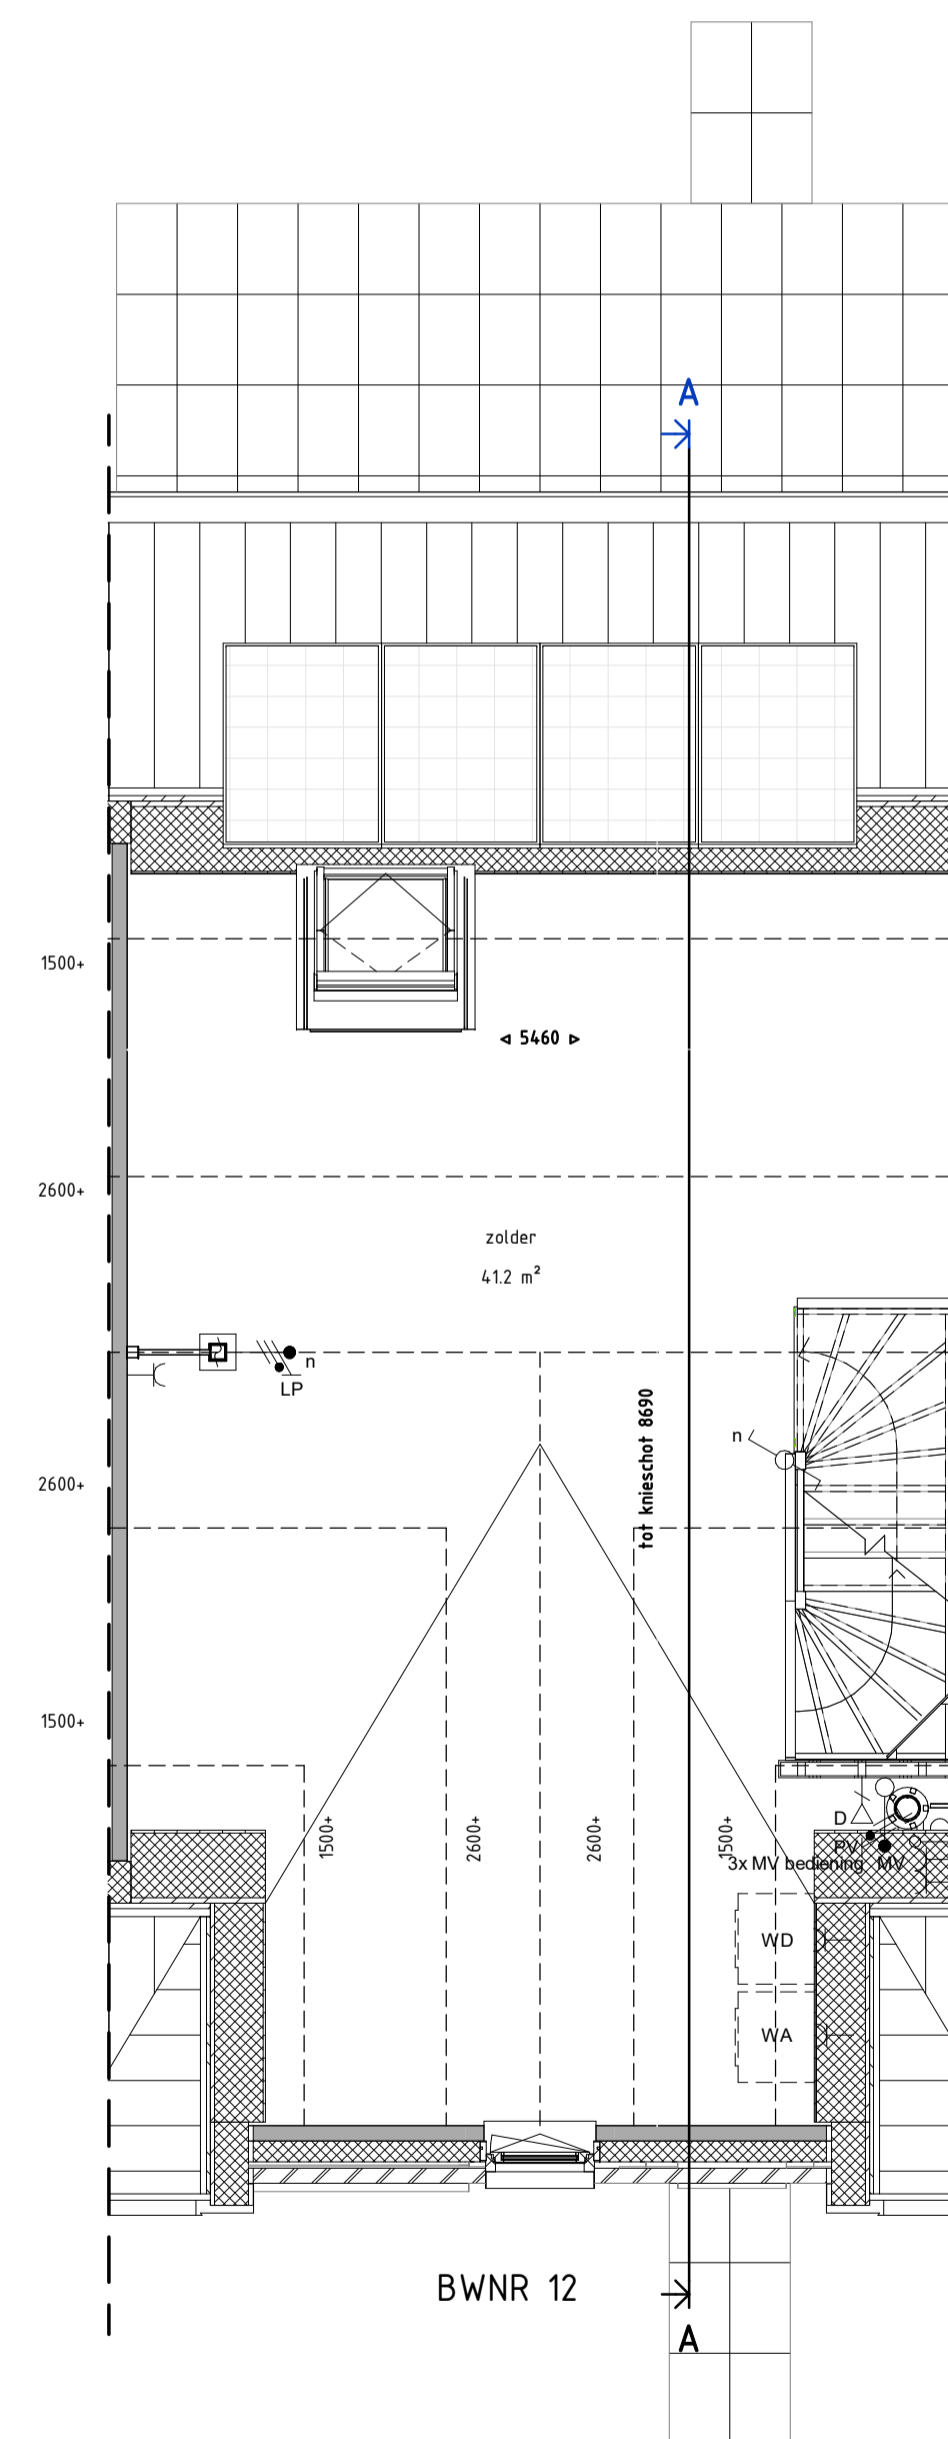 A
1500+
◁ 5460 ▷
2600+
zolder
41.2 m²
n
LP
tot knieschot 8690
n
2600+
1500+
1500+
2600+
2600+
1500+
D
PV
3x MV bediening
MV
WD
WA
BWNR 12
A